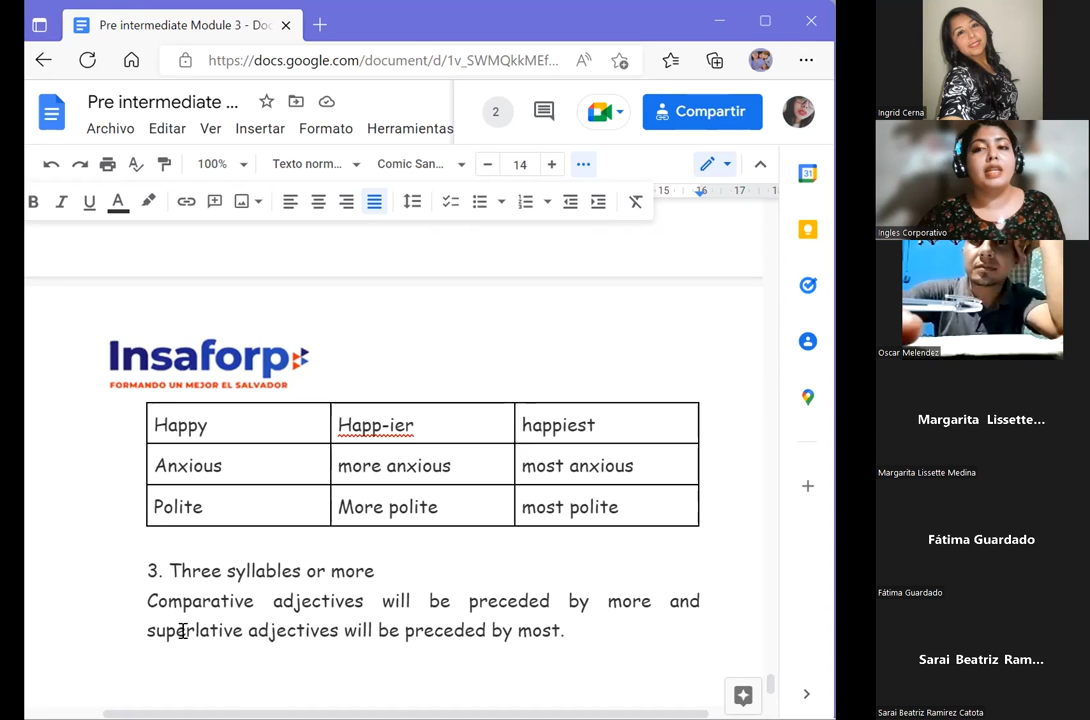 Pre intermediate Module 3 - Doc
https://docs.google.com/document/d/1v_SWMQkkMEf...
Pre intermediate ...
2
Compartir
Archivo Editar Ver Insertar Formato Herramientas
100% Texto norm... Comic San... 14
15 16 17
31
Insaforp
FORMANDO UN MEJOR EL SALVADOR
Happy Happ-ier happiest
Anxious more anxious most anxious
Polite More polite most polite
3. Three syllables or more
Comparative adjectives will be preceded by more and
superlative adjectives will be preceded by most.
Ingrid Cerna
Ingles Corporativo
Oscar Melendez
Margarita Lissette...
Margarita Lissette Medina
Fátima Guardado
Fátima Guardado
Sarai Beatriz Ram...
Sarai Beatriz Ramirez Catota